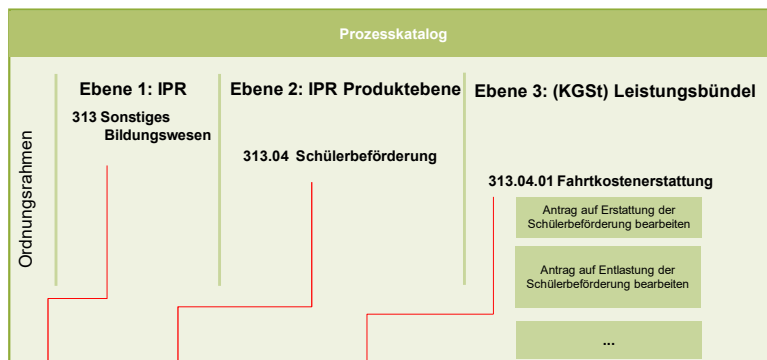 Prozesskatalog
Ordnungsrahmen
Ebene 1: IPR
313 Sonstiges
Bildungswesen
Ebene 2: IPR Produktebene
313.04 Schülerbeförderung
Ebene 3: (KGSt) Leistungsbündel
313.04.01 Fahrtkostenerstattung
Antrag auf Erstattung der
Schülerbeförderung bearbeiten
Antrag auf Entlastung der
Schülerbeförderung bearbeiten
...